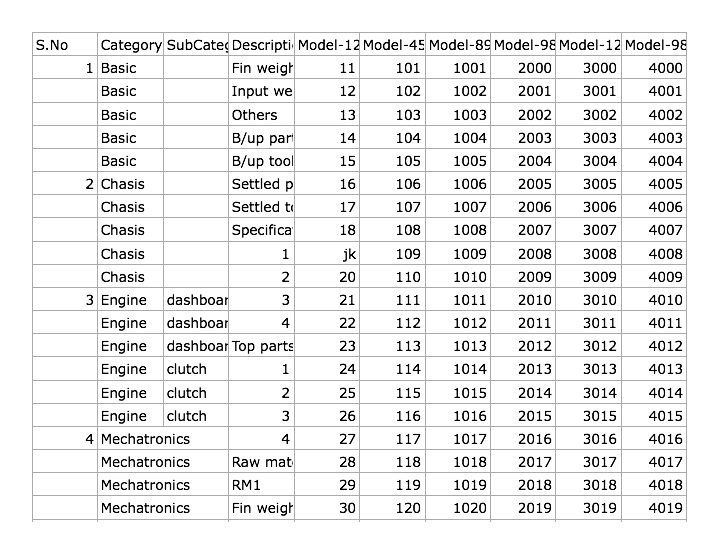 S.No Category SubCateg Descripti Model-12 Model-45 Model-89 Model-98 Model-12 Model-98
1 Basic Fin weigh 11 101 1001 2000 3000 4000
Basic Input we 12 102 1002 2001 3001 4001
Basic Others 13 103 1003 2002 3002 4002
Basic B/up part 14 104 1004 2003 3003 4003
Basic B/up tool 15 105 1005 2004 3004 4004
2 Chasis Settled p 16 106 1006 2005 3005 4005
Chasis Settled to 17 107 1007 2006 3006 4006
Chasis Specifica 18 108 1008 2007 3007 4007
Chasis 1 jk 109 1009 2008 3008 4008
Chasis 2 20 110 1010 2009 3009 4009
3 Engine dashboar 3 21 111 1011 2010 3010 4010
Engine dashboar 4 22 112 1012 2011 3011 4011
Engine dashboar Top parts 23 113 1013 2012 3012 4012
Engine clutch 1 24 114 1014 2013 3013 4013
Engine clutch 2 25 115 1015 2014 3014 4014
Engine clutch 3 26 116 1016 2015 3015 4015
4 Mechatronics 4 27 117 1017 2016 3016 4016
Mechatronics Raw mat 28 118 1018 2017 3017 4017
Mechatronics RM1 29 119 1019 2018 3018 4018
Mechatronics Fin weigh 30 120 1020 2019 3019 4019